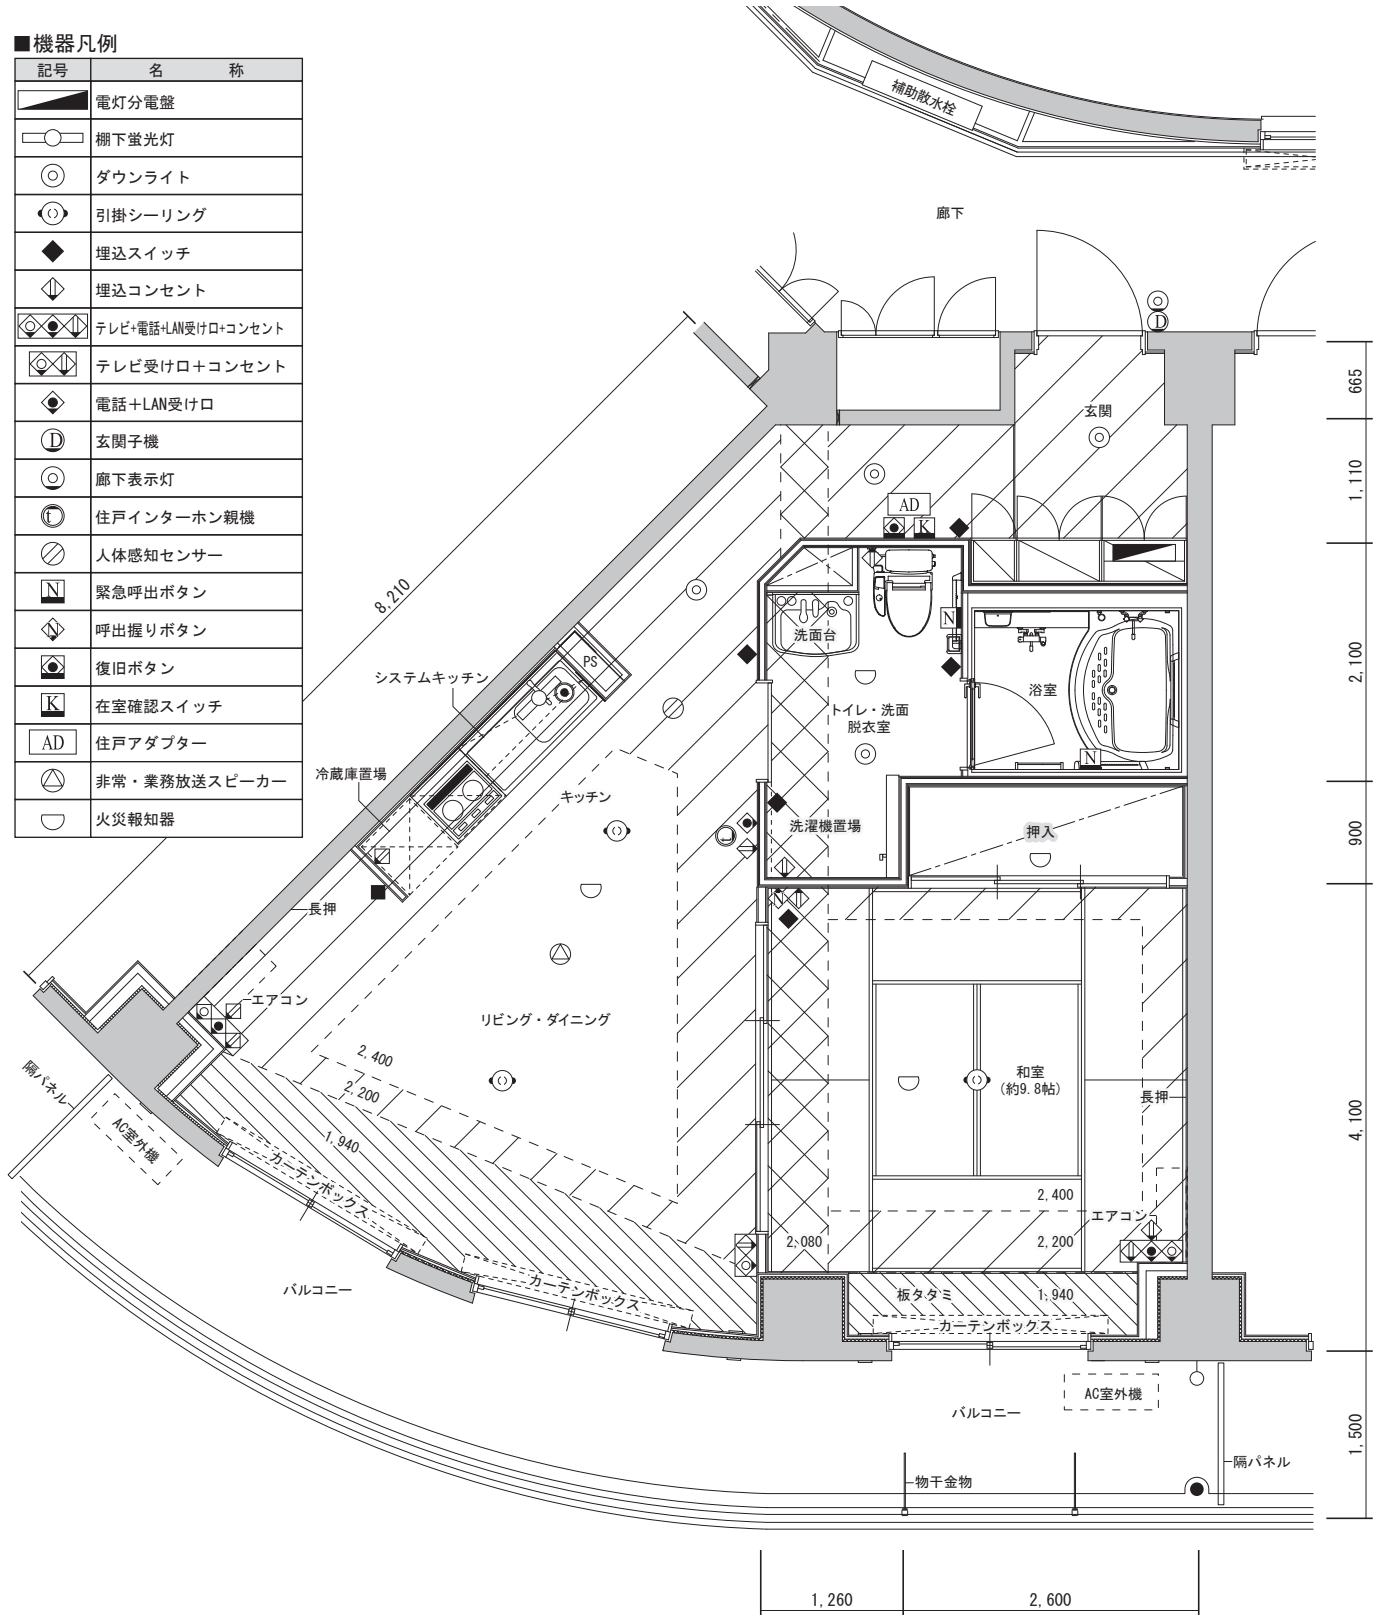 ■機器凡例
記号 名 称
電灯分電盤
棚下蛍光灯
ダウンライト
引掛シーリング
埋込スイッチ
埋込コンセント
テレビ+電話+LAN受け口+コンセント
テレビ受け口＋コンセント
電話＋LAN受け口
D 玄関子機
廊下表示灯
t 住戸インターホン親機
人体感知センサー
N 緊急呼出ボタン
N 呼出握りボタン
復旧ボタン
K 在室確認スイッチ
AD 住戸アダプター
非常・業務放送スピーカー
火災報知器
補助散水栓
廊下
D
玄関
AD
K
665
1,110
2,100
900
4,100
1,500
8,210
PS
システムキッチン
冷蔵庫置場
キッチン
洗面台
N
トイレ・洗面
脱衣室
浴室
N
洗濯機置場
t
押入
N
長押
エアコン
リビング・ダイニング
2,400
2,200
1,940
カーテンボックス
カーテンボックス
隔パネル
AC室外機
バルコニー
和室
(約9.8帖)
長押
2,400
エアコン
2,080
2,200
板タタミ
1,940
カーテンボックス
AC室外機
バルコニー
隔パネル
物干金物
1,260
2,600